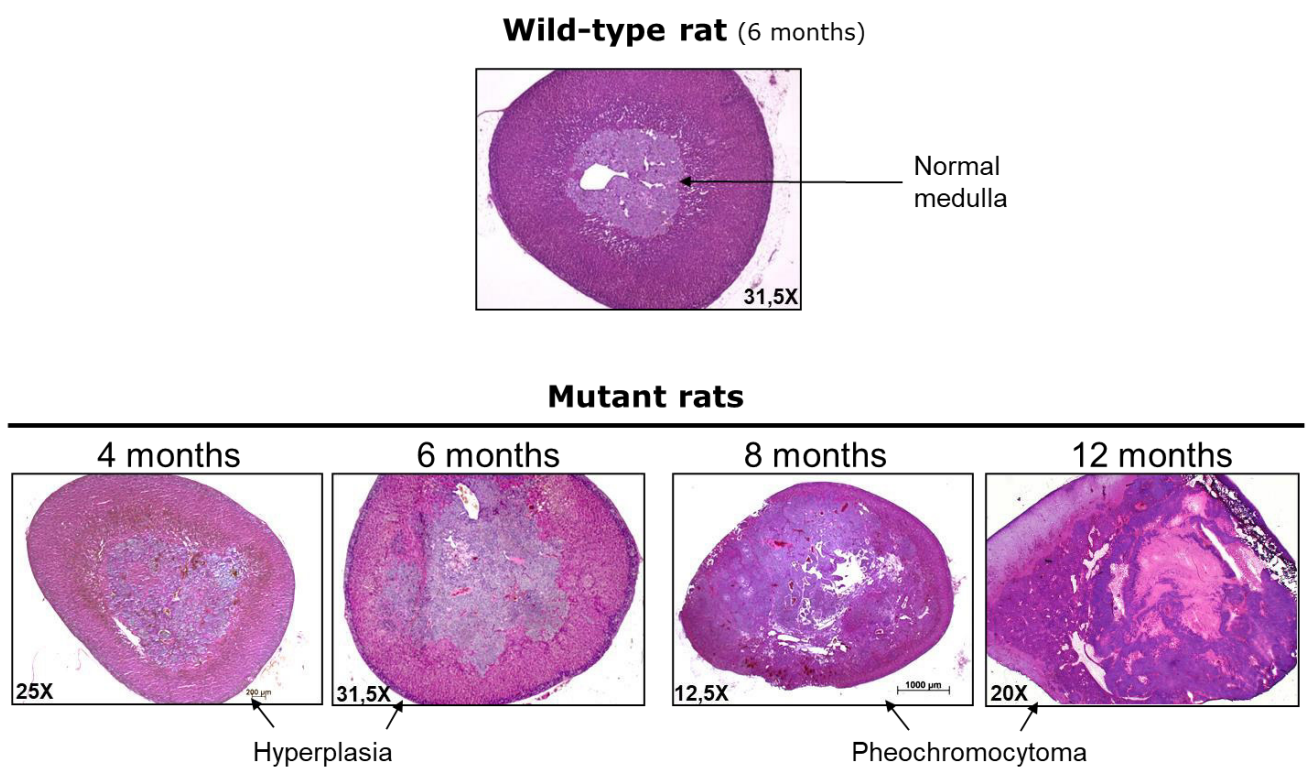 Wild-type rat (6 months)
Normal
medulla
31,5X
Mutant rats
4 months
6 months
8 months
12 months
25X
200 µm
31,5X
12,5X
1000 µm
20X
Hyperplasia
Pheochromocytoma